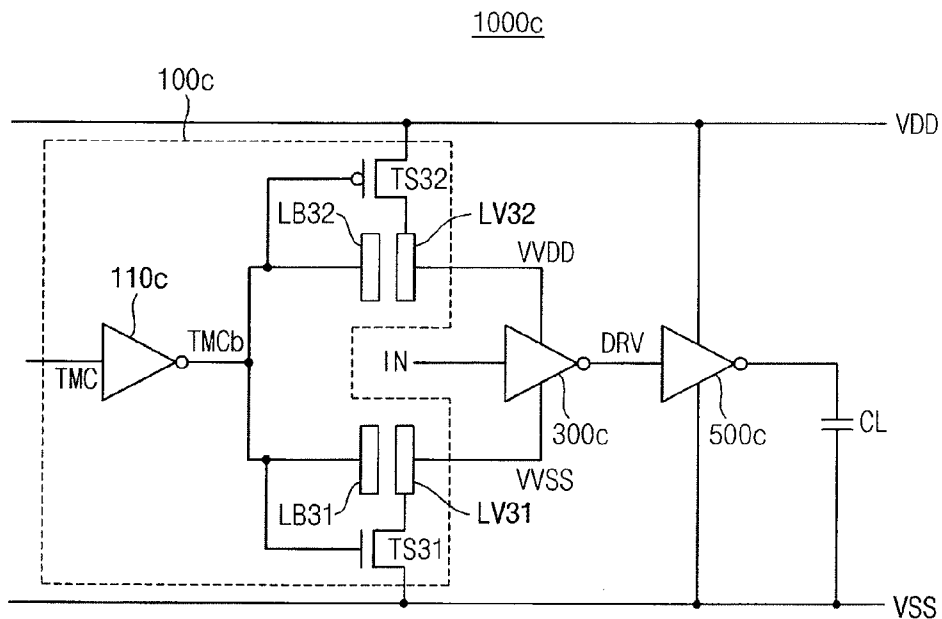 1000c
100c
VDD
TS32
LB32
LV32
VVDD
110c
TMCb
TMC
IN
DRV
300c
500c
CL
VVSS
LB31
LV31
TS31
VSS